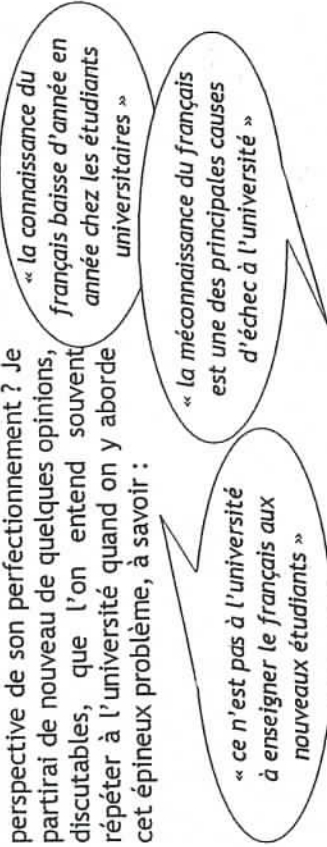 perspective de son perfectionnement ? Je
partirai de nouveau de quelques opinions,
discutables, que l'on entend souvent
répéter à l'université quand on y aborde
cet épineux problème, à savoir :
« la connaissance du
français baisse d'année en
année chez les étudiants
universitaires »
« ce n'est pas à l'université
à enseigner le français aux
nouveaux étudiants »
« la méconnaissance du français
est une des principales causes
d'échec à l'université »